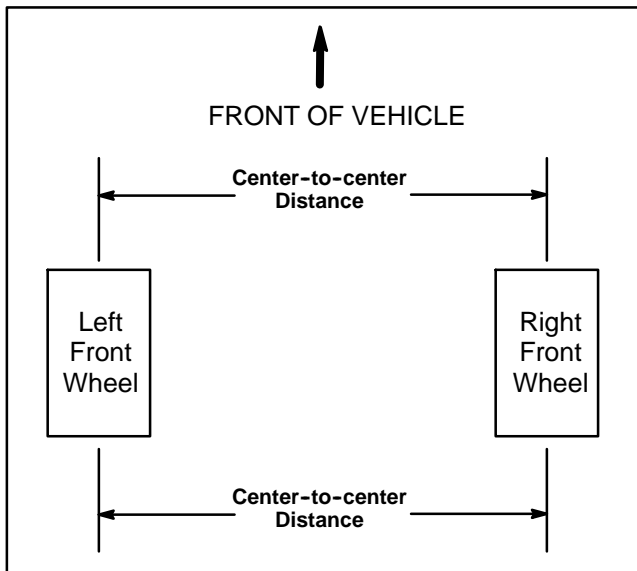 FRONT OF VEHICLE
Center-to-center
Distance
Left
Front
Wheel
Right
Front
Wheel
Center-to-center
Distance